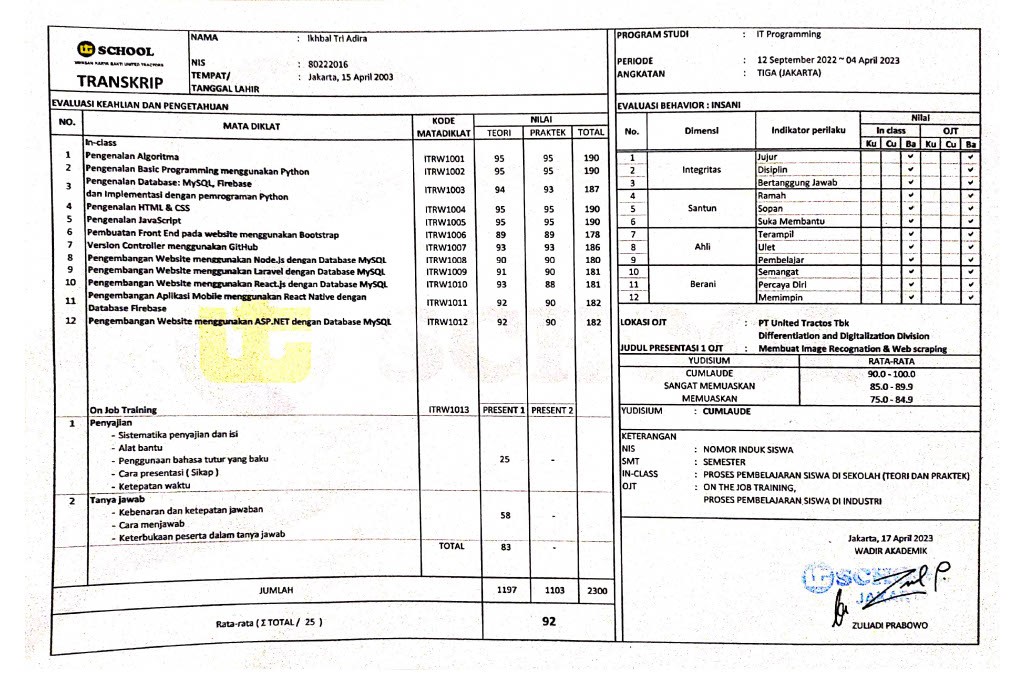 ut SCHOOL
YAYASAN KARYA BAKTI UNITED TRACTORS
TRANSKRIP
NAMA : Ikhbal Tri Adira
NIS : 80222016
TEMPAT/ : Jakarta, 15 April 2003
TANGGAL LAHIR
PROGRAM STUDI : IT Programming
PERIODE : 12 September 2022 ~ 04 April 2023
ANGKATAN : TIGA (JAKARTA)
EVALUASI KEAHLIAN DAN PENGETAHUAN
NO. MATA DIKLAT KODE MATADIKLAT NILAI
TEORI PRAKTEK TOTAL
In-class
1 Pengenalan Algoritma ITRW1001 95 95 190
2 Pengenalan Basic Programming menggunakan Python ITRW1002 95 95 190
3 Pengenalan Database: MySQL, Firebase
dan Implementasi dengan pemrograman Python ITRW1003 94 93 187
4 Pengenalan HTML & CSS ITRW1004 95 95 190
5 Pengenalan JavaScript ITRW1005 95 95 190
6 Pembuatan Front End pada website menggunakan Bootstrap ITRW1006 89 89 178
7 Version Controller menggunakan GitHub ITRW1007 93 93 186
8 Pengembangan Website menggunakan Node.js dengan Database MySQL ITRW1008 90 90 180
9 Pengembangan Website menggunakan Laravel dengan Database MySQL ITRW1009 91 90 181
10 Pengembangan Website menggunakan React.js dengan Database MySQL ITRW1010 93 88 181
11 Pengembangan Aplikasi Mobile menggunakan React Native dengan
Database Firebase ITRW1011 92 90 182
12 Pengembangan Website menggunakan ASP.NET dengan Database MySQL ITRW1012 92 90 182
On Job Training ITRW1013 PRESENT 1 PRESENT 2
1 Penyajian
- Sistematika penyajian dan isi
- Alat bantu
- Penggunaan bahasa tutur yang baku 25 -
- Cara presentasi ( Sikap )
- Ketepatan waktu
2 Tanya jawab
- Kebenaran dan ketepatan jawaban 58 -
- Cara menjawab
- Keterbukaan peserta dalam tanya jawab
TOTAL 83 -
JUMLAH 1197 1103 2300
Rata-rata ( Σ TOTAL / 25 ) 92
EVALUASI BEHAVIOR : INSANI
No. Dimensi Indikator perilaku Nilai
In class OJT
Ku Cu Ba Ku Cu Ba
1 Jujur ✔ ✔
2 Integritas Disiplin ✔ ✔
3 Bertanggung Jawab ✔ ✔
4 Ramah ✔ ✔
5 Santun Sopan ✔ ✔
6 Suka Membantu ✔ ✔
7 Terampil ✔ ✔
8 Ahli Ulet ✔ ✔
9 Pembelajar ✔ ✔
10 Semangat ✔ ✔
11 Berani Percaya Diri ✔ ✔
12 Memimpin ✔ ✔
LOKASI OJT : PT United Tractos Tbk
Differentiation and Digitalization Division
JUDUL PRESENTASI 1 OJT : Membuat Image Recognation & Web scraping
YUDISIUM RATA-RATA
CUMLAUDE 90.0 - 100.0
SANGAT MEMUASKAN 85.0 - 89.9
MEMUASKAN 75.0 - 84.9
YUDISIUM : CUMLAUDE
KETERANGAN
NIS : NOMOR INDUK SISWA
SMT : SEMESTER
IN-CLASS : PROSES PEMBELAJARAN SISWA DI SEKOLAH (TEORI DAN PRAKTEK)
OJT : ON THE JOB TRAINING,
PROSES PEMBELAJARAN SISWA DI INDUSTRI
Jakarta, 17 April 2023
WADIR AKADEMIK
ut SCHOOL
JAKARTA
ZULIADI PRABOWO